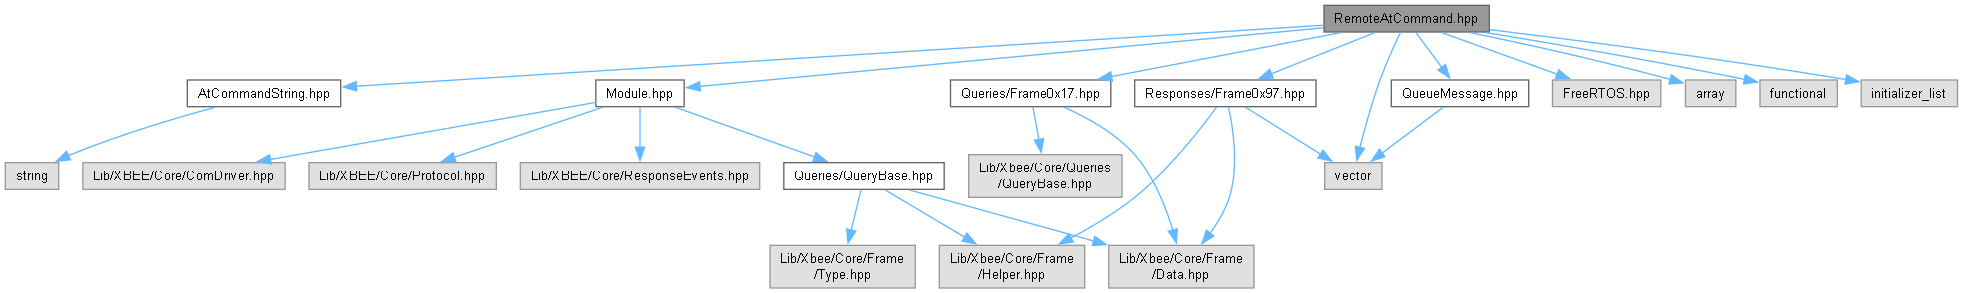 RemoteAtCommand.hpp
AtCommandString.hpp
Module.hpp
Queries/Frame0x17.hpp
Responses/Frame0x97.hpp
QueueMessage.hpp
FreeRTOS.hpp
array
functional
initializer_list
string
Lib/XBEE/Core/ComDriver.hpp
Lib/XBEE/Core/Protocol.hpp
Lib/XBEE/Core/ResponseEvents.hpp
Queries/QueryBase.hpp
Lib/Xbee/Core/Queries
/QueryBase.hpp
vector
Lib/Xbee/Core/Frame
/Type.hpp
Lib/Xbee/Core/Frame
/Helper.hpp
Lib/Xbee/Core/Frame
/Data.hpp